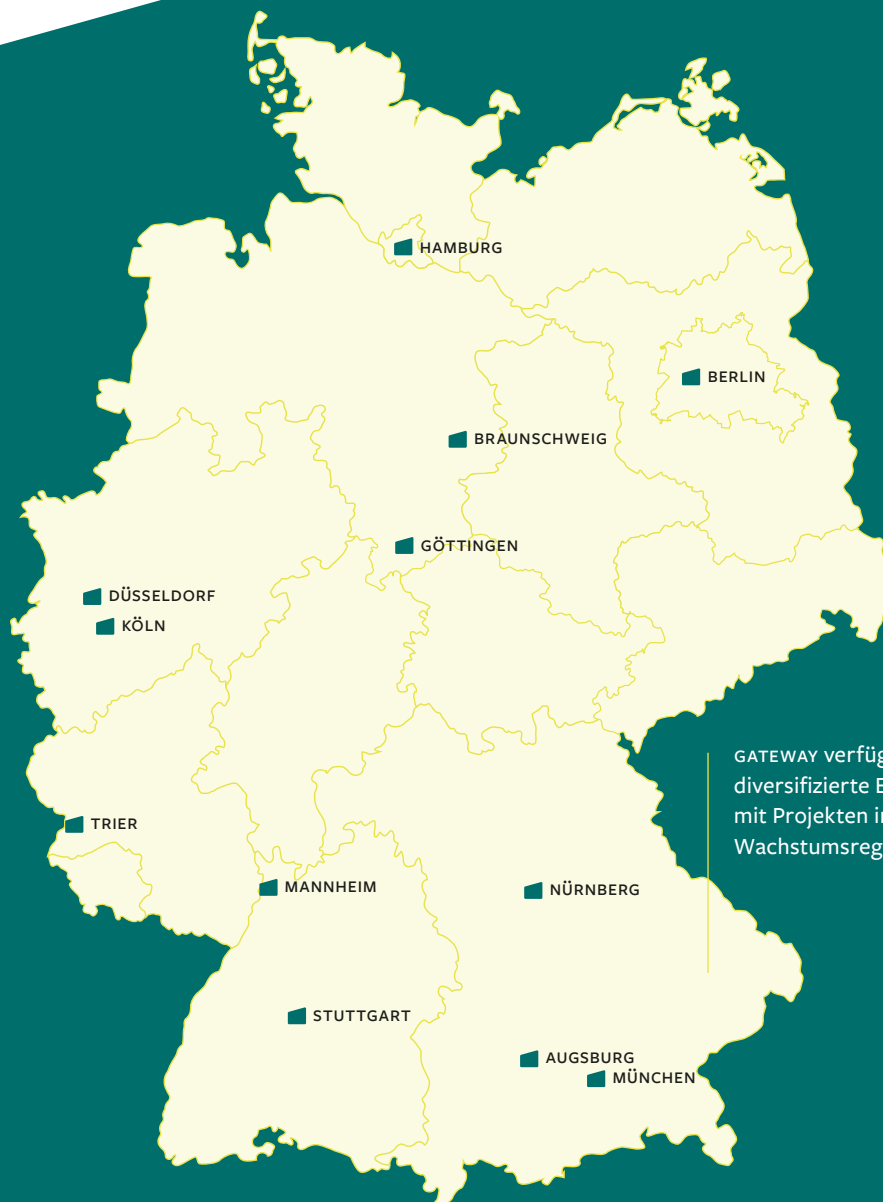 HAMBURG
BERLIN
BRAUNSCHWEIG
GÖTTINGEN
DÜSSELDORF
KÖLN
GATEWAY verfüg
diversifizierte
mit Projekten
Wachstumsreg
TRIER
MANNHEIM
NÜRNBERG
STUTTGART
AUGSBURG
MÜNCHEN